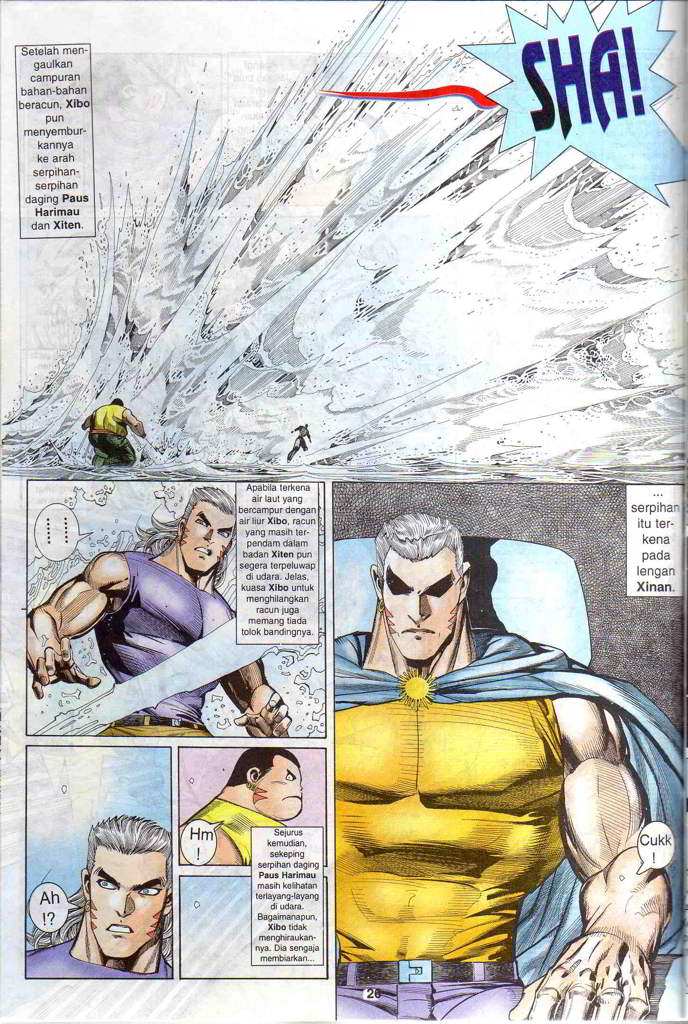 Setelah men-
gaulkan
campuran
bahan-bahan
beracun, Xibo
pun
menyembur-
kannya
ke arah
serpihan-
serpihan
daging Paus
Harimau
dan Xiten.
SHA!
Apabila terkena
air laut yang
bercampur dengan
air liur Xibo, racun
yang masih ter-
pendam dalam
badan Xiten pun
segera terpeluwap
di udara. Jelas,
kuasa Xibo untuk
menghilangkan
racun juga
memang tiada
tolok bandingnya.
...
serpihan
itu ter-
kena
pada
lengan
Xinan.
Ah
!?
Hm
!
Sejurus
kemudian,
sekeping
serpihan daging
Paus Harimau
masih kelihatan
terlayang-layang
di udara.
Bagaimanapun,
Xibo tidak
menghiraukan-
nya. Dia sengaja
membiarkan...
Cukk
!
26